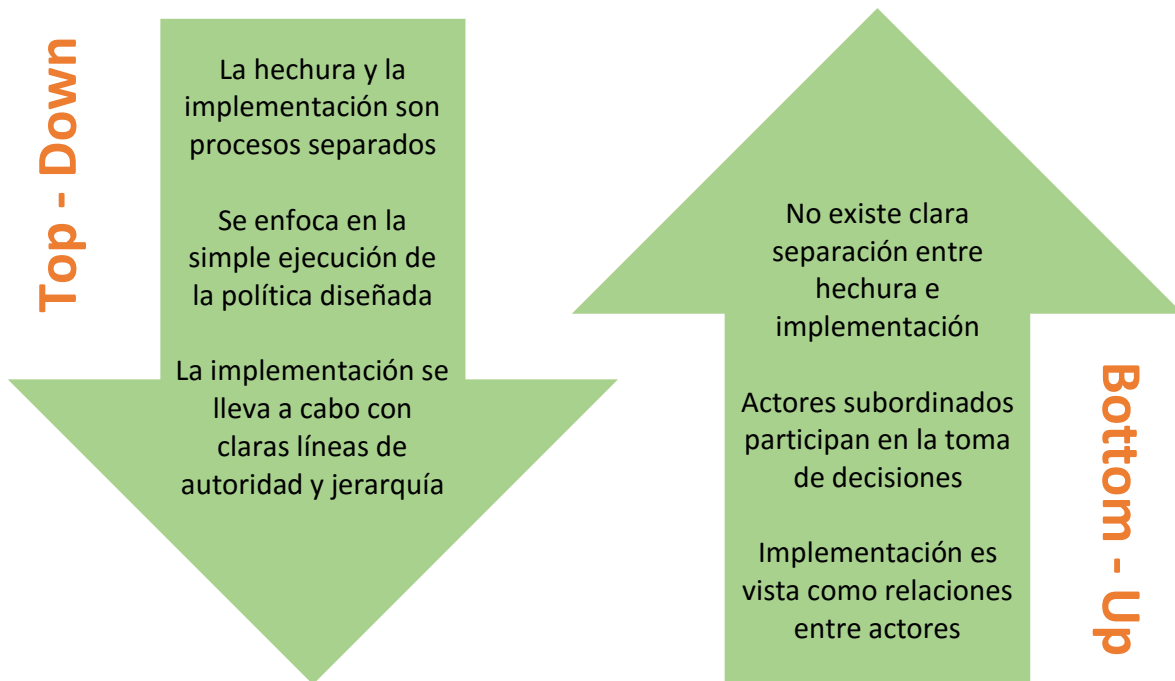 Top - Down
La hechura y la
implementación son
procesos separados
Se enfoca en la
simple ejecución de
la política diseñada
La implementación se
lleva a cabo con
claras líneas de
autoridad y jerarquía
No existe clara
separación entre
hechura e
implementación
Actores subordinados
participan en la toma
de decisiones
Implementación es
vista como relaciones
entre actores
Bottom - Up